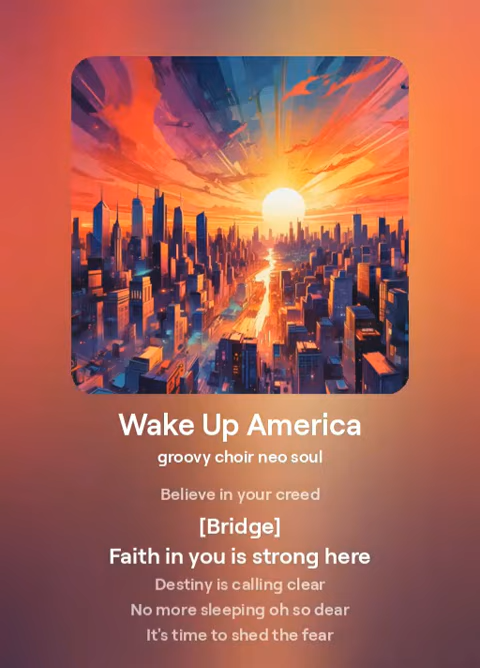 Wake Up America
groovy choir neo soul
Believe in your creed
[Bridge]
Faith in you is strong here
Destiny is calling clear
No more sleeping oh so dear
It's time to shed the fear